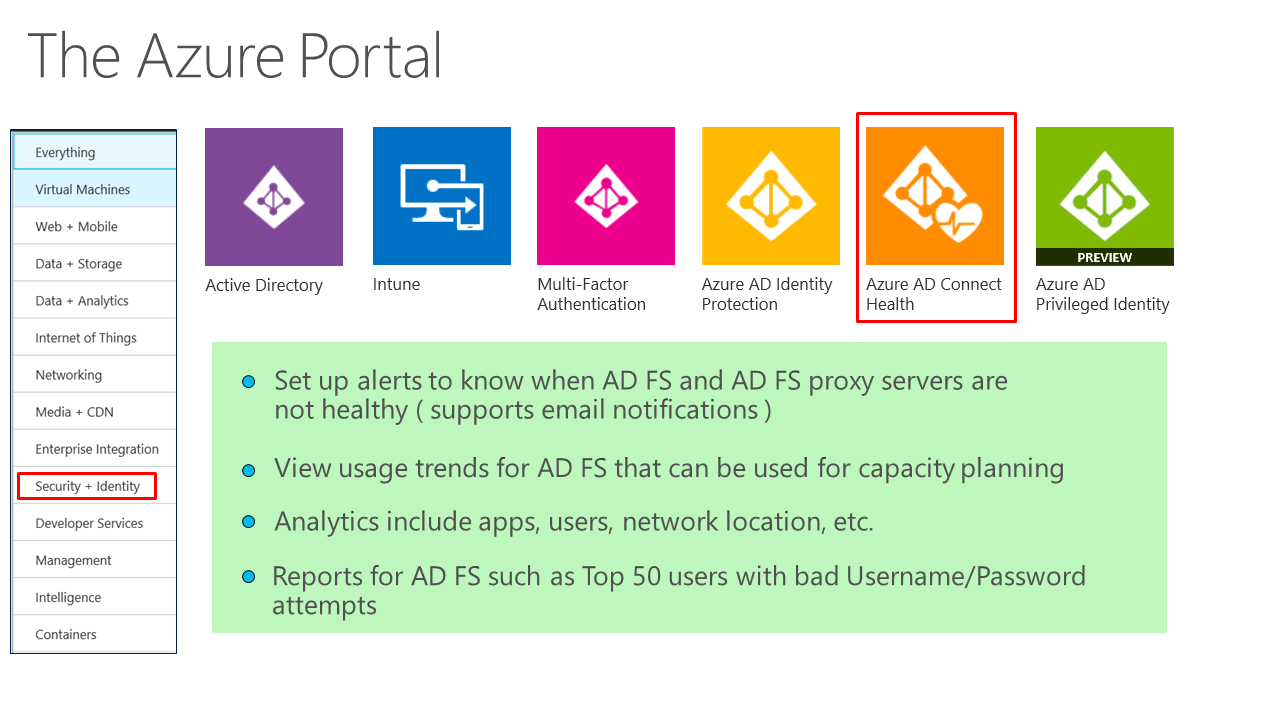 The Azure Portal
Everything
Virtual Machines
Web + Mobile
Data + Storage
Data + Analytics
Internet of Things
Networking
Media + CDN
Enterprise Integration
Security + Identity
Developer Services
Management
Intelligence
Containers
Active Directory
Intune
Multi-Factor
Authentication
Azure AD Identity
Protection
Azure AD Connect
Health
PREVIEW
Azure AD
Privileged Identity
Set up alerts to know when AD FS and AD FS proxy servers are
not healthy ( supports email notifications )
View usage trends for AD FS that can be used for capacity planning
Analytics include apps, users, network location, etc.
Reports for AD FS such as Top 50 users with bad Username/Password
attempts